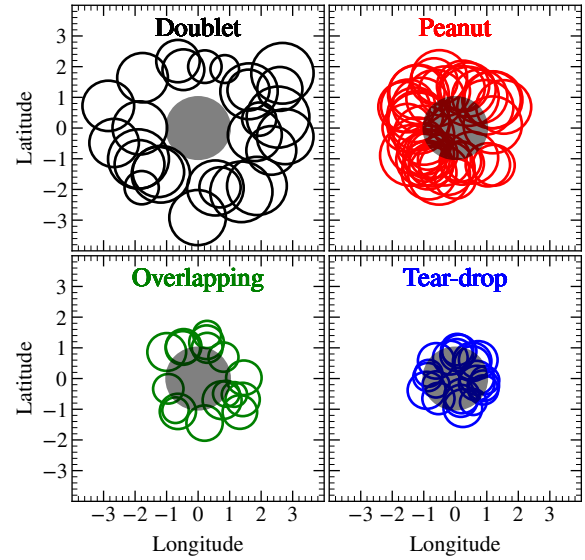 Doublet
Peanut
Latitude
3
2
1
0
−1
−2
−3
Overlapping
Tear-drop
Latitude
3
2
1
0
−1
−2
−3
−3 −2 −1 0 1 2 3
−3 −2 −1 0 1 2 3
Longitude
Longitude